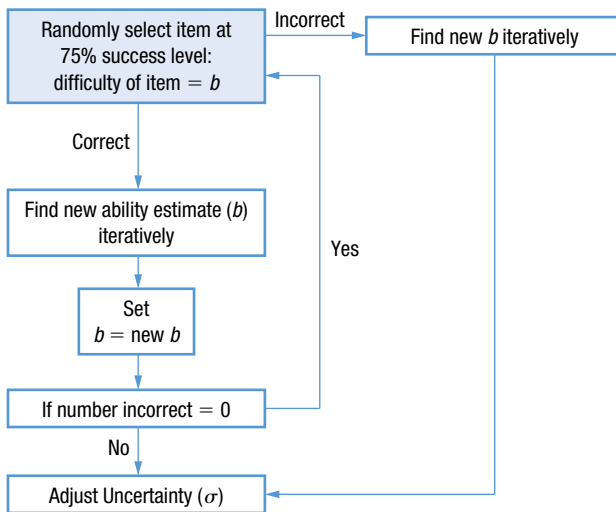 Randomly select item at
75% success level:
difficulty of item = b
Incorrect
Find new b iteratively
Correct
Find new ability estimate (b)
iteratively
Yes
Set
b = new b
If number incorrect = 0
No
Adjust Uncertainty (σ)